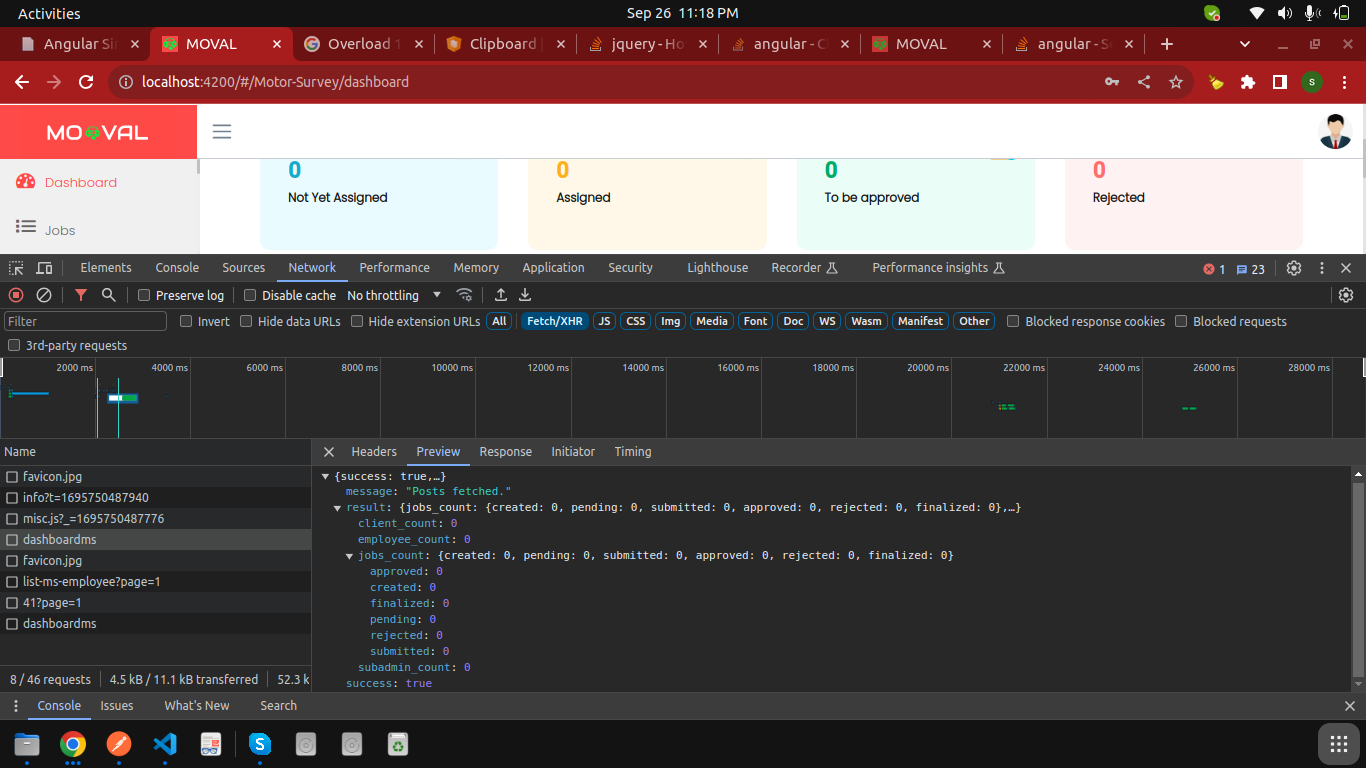 Activities
Sep 26 11:18 PM
Angular Sin
MOVAL
Overload 1
Clipboard
jquery - Ho
angular - C
MOVAL
angular - S
localhost:4200/#/Motor-Survey/dashboard
S
MO VAL
Dashboard
Jobs
0
Not Yet Assigned
0
Assigned
0
To be approved
0
Rejected
Elements
Console
Sources
Network
Performance
Memory
Application
Security
Lighthouse
Recorder
Performance insights
1
23
Preserve log
Disable cache
No throttling
Filter
Invert
Hide data URLs
Hide extension URLs
All
Fetch/XHR
JS
CSS
Img
Media
Font
Doc
WS
Wasm
Manifest
Other
Blocked response cookies
Blocked requests
3rd-party requests
2000 ms
4000 ms
6000 ms
8000 ms
10000 ms
12000 ms
14000 ms
16000 ms
18000 ms
20000 ms
22000 ms
24000 ms
26000 ms
28000 ms
Name
favicon.jpg
info?t=1695750487940
misc.js?_=1695750487776
dashboardms
favicon.jpg
list-ms-employee?page=1
41?page=1
dashboardms
8 / 46 requests
4.5 kB / 11.1 kB transferred
52.3 k
Headers
Preview
Response
Initiator
Timing
{success: true,…}
message: "Posts fetched."
result: {jobs_count: {created: 0, pending: 0, submitted: 0, approved: 0, rejected: 0, finalized: 0},…}
client_count: 0
employee_count: 0
jobs_count: {created: 0, pending: 0, submitted: 0, approved: 0, rejected: 0, finalized: 0}
approved: 0
created: 0
finalized: 0
pending: 0
rejected: 0
submitted: 0
subadmin_count: 0
success: true
Console
Issues
What's New
Search